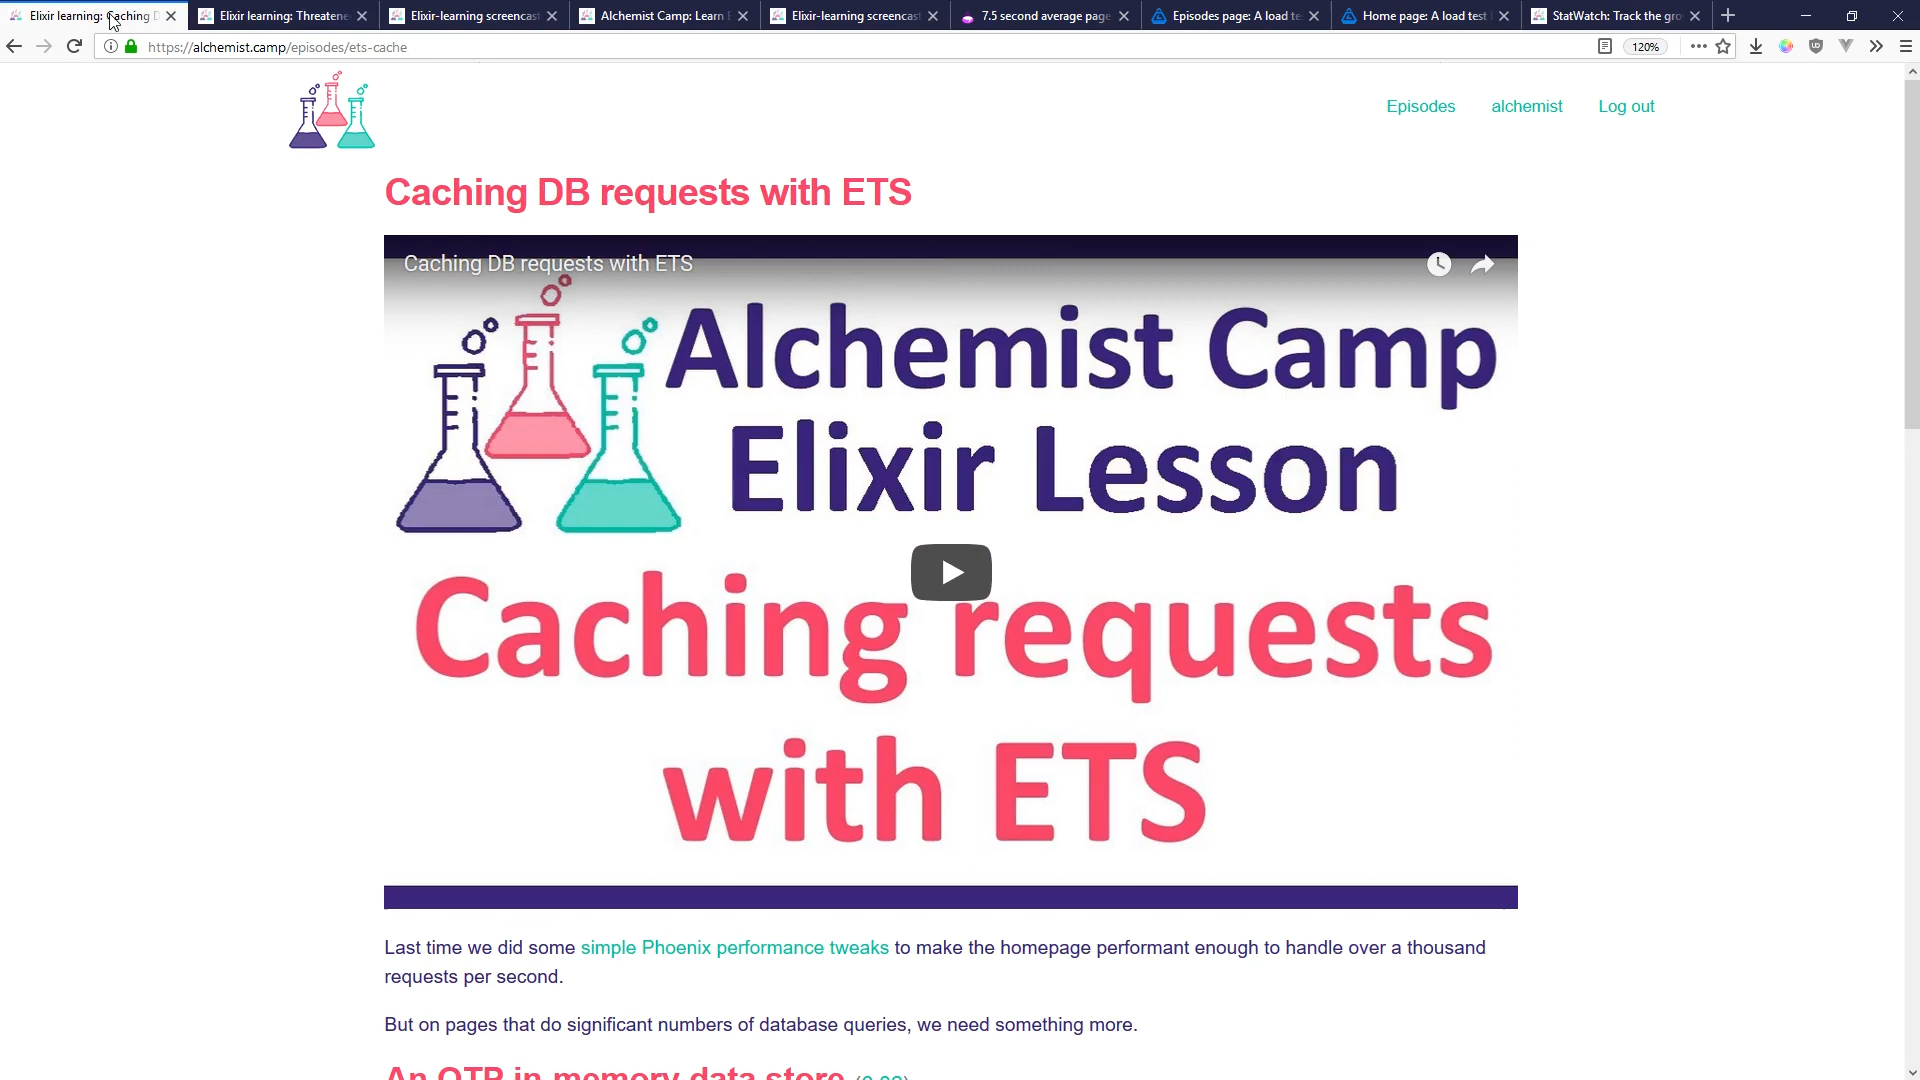 Elixir learning: Caching D
Elixir learning: Threatene
Elixir-learning screencast
Alchemist Camp: Learn E
Elixir-learning screencast
7.5 second average page
Episodes page: A load te
Home page: A load test
StatWatch: Track the gro
https://alchemist.camp/episodes/ets-cache
120%
Episodes
alchemist
Log out
Caching DB requests with ETS
Caching DB requests with ETS
Alchemist Camp
Elixir Lesson
Caching requests
with ETS
Last time we did some simple Phoenix performance tweaks to make the homepage performant enough to handle over a thousand
requests per second.
But on pages that do significant numbers of database queries, we need something more.
An OTP in memory data store